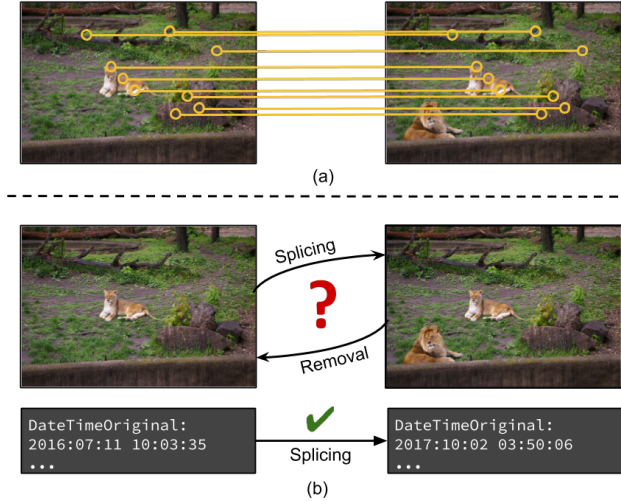 (a)
Splicing
?
Removal
DateTimeOriginal:
2016:07:11 10:03:35
...
Splicing
DateTimeOriginal:
2017:10:02 03:50:06
...
(b)